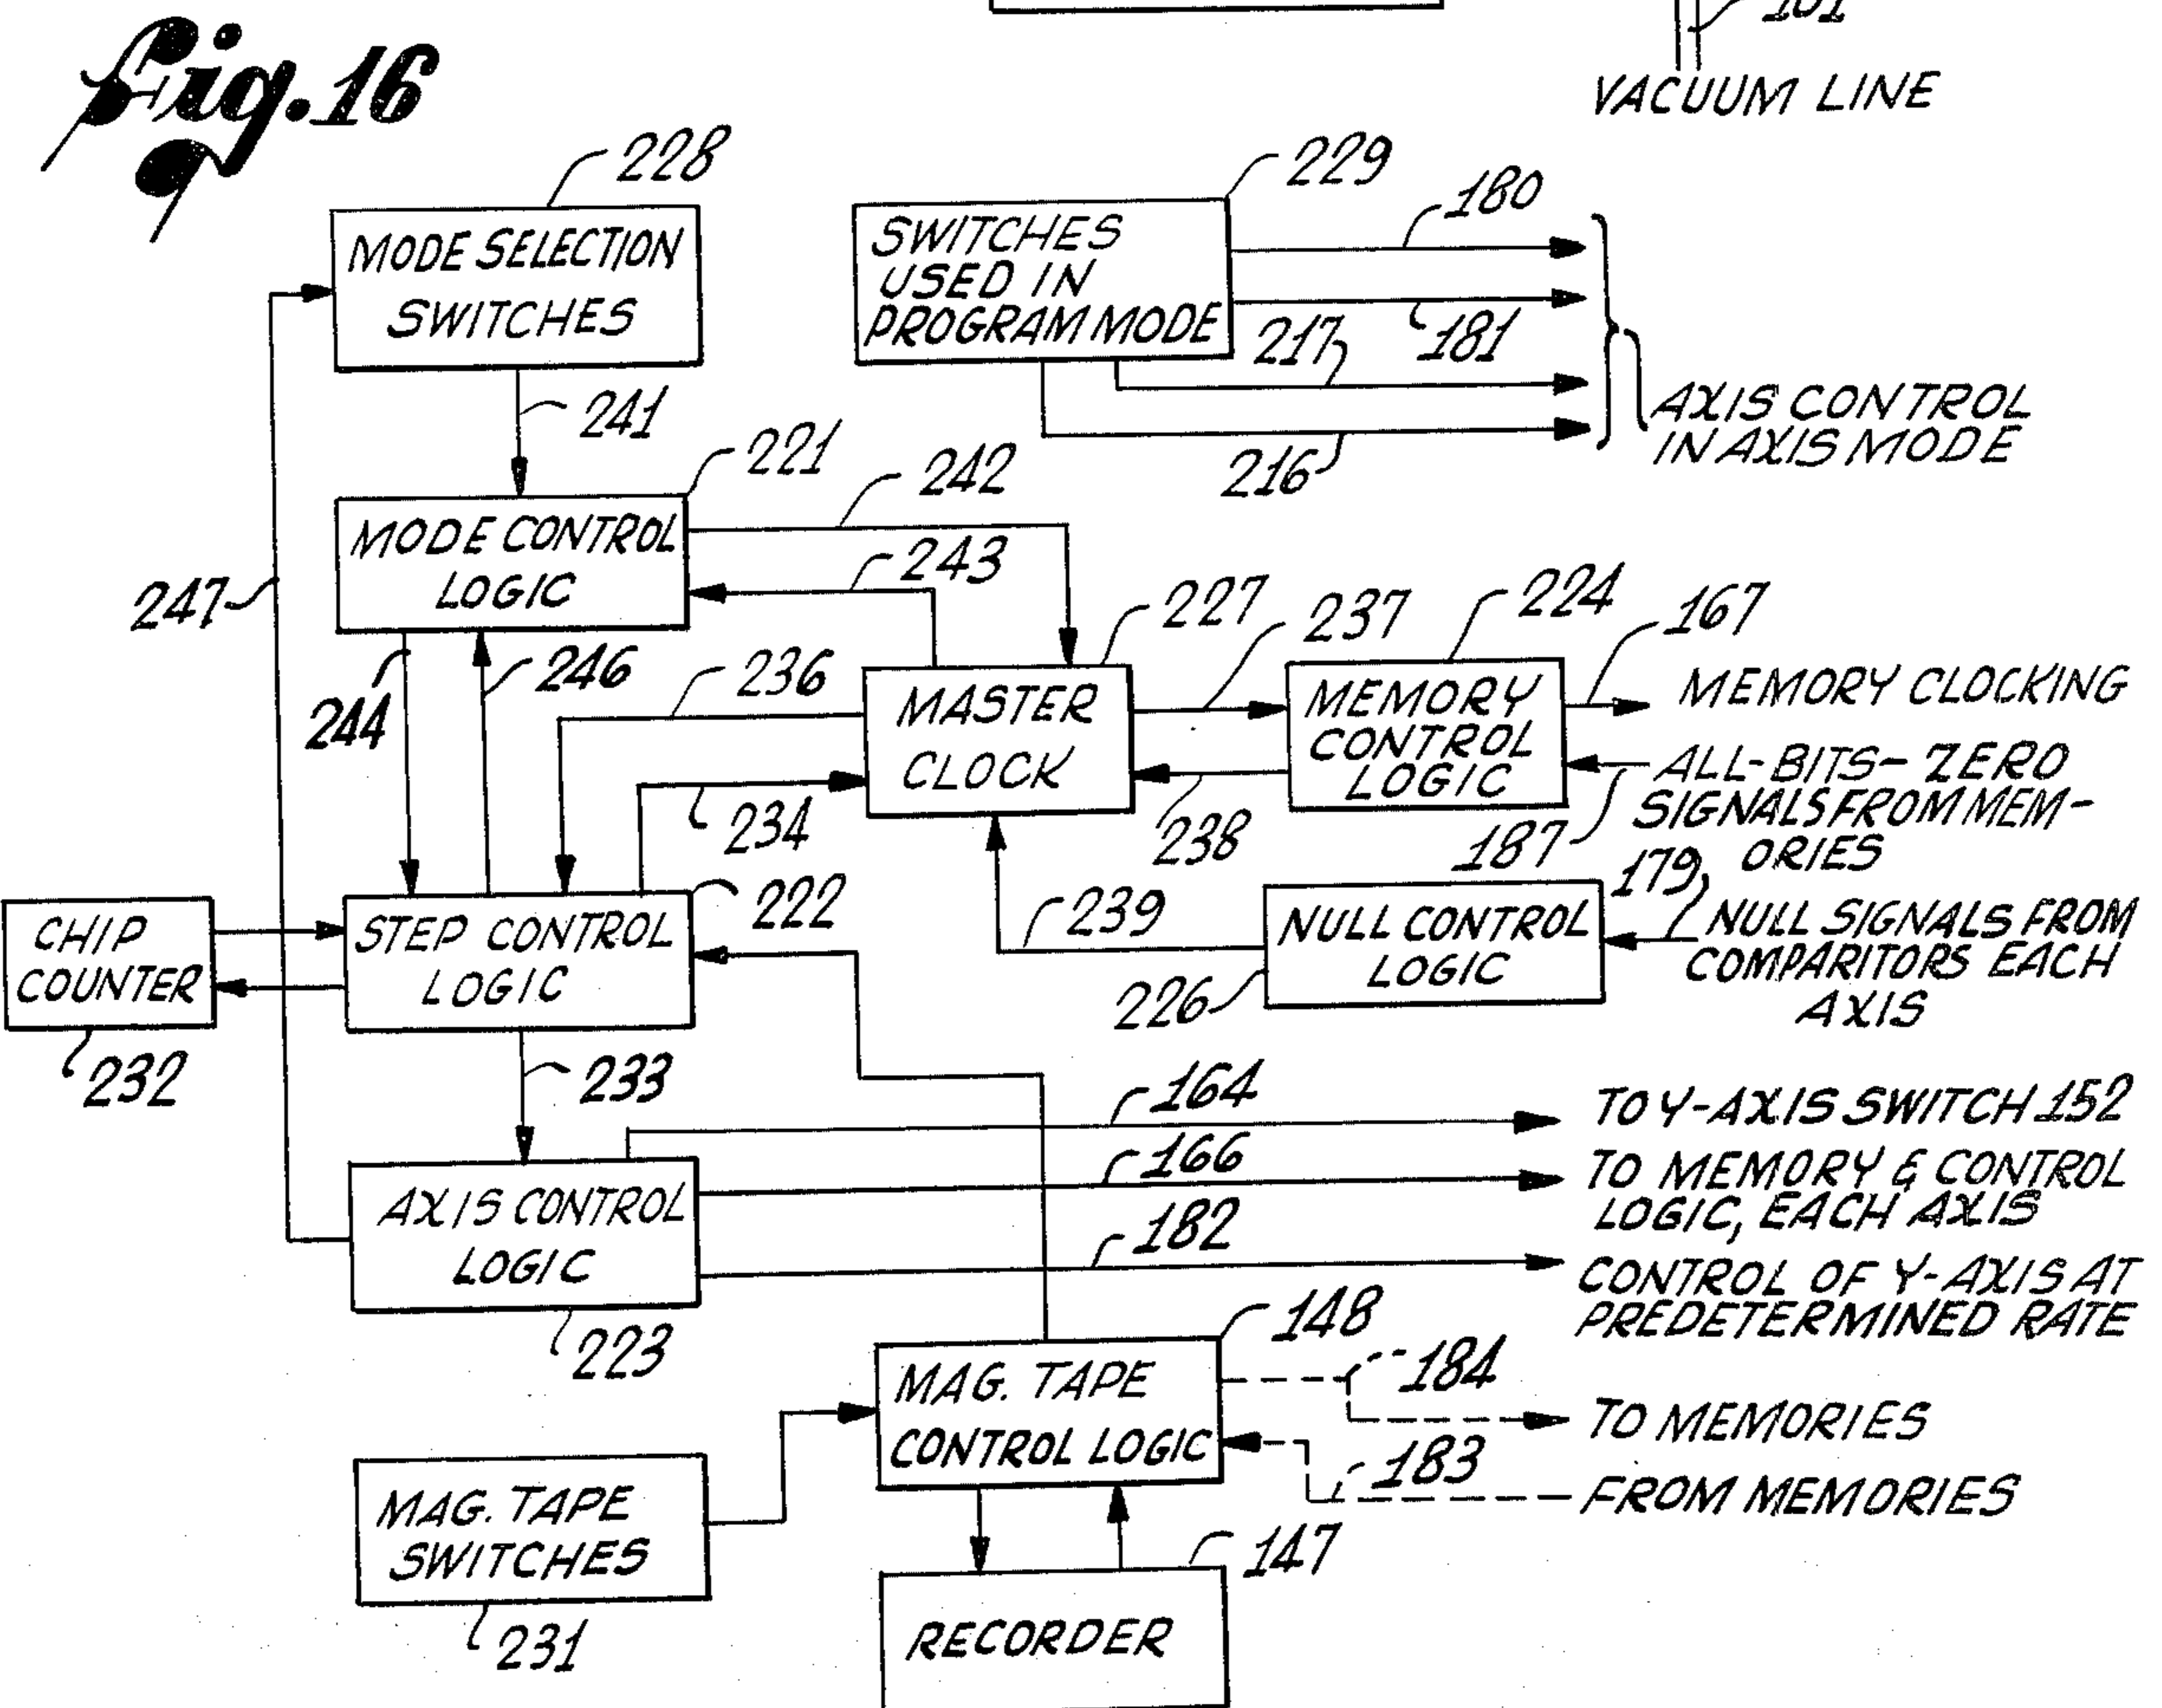 101
VACUUM LINE
Fig. 16
228
MODE SELECTION
SWITCHES
229
SWITCHES
USED IN
PROGRAM MODE
180
181
217
216
AXIS CONTROL
IN AXIS MODE
241
221
MODE CONTROL
LOGIC
242
243
247
244
246
236
234
227
MASTER
CLOCK
237
238
224
MEMORY
CONTROL
LOGIC
167
MEMORY CLOCKING
187
ALL-BITS-ZERO
SIGNALS FROM MEM-
ORIES
CHIP
COUNTER
232
222
STEP CONTROL
LOGIC
239
226
NULL CONTROL
LOGIC
179
NULL SIGNALS FROM
COMPARITORS EACH
AXIS
233
AXIS CONTROL
LOGIC
223
164
TO Y-AXIS SWITCH 152
166
TO MEMORY & CONTROL
LOGIC, EACH AXIS
182
CONTROL OF Y-AXIS AT
PREDETERMINED RATE
148
MAG. TAPE
CONTROL LOGIC
184
TO MEMORIES
183
FROM MEMORIES
MAG. TAPE
SWITCHES
231
147
RECORDER